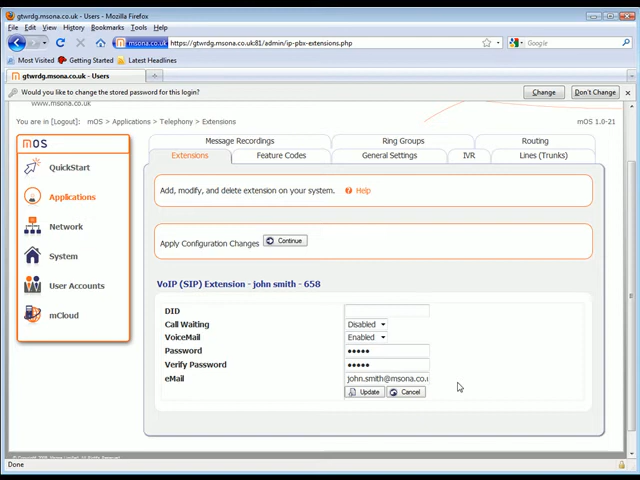 gtwrdg.msona.co.uk - Users - Mozilla Firefox
File Edit View History Bookmarks Tools Help
msona.co.uk https://gtwrdg.msona.co.uk:81/admin/ip-pbx-extensions.php Google
Most Visited Getting Started Latest Headlines
gtwrdg.msona.co.uk - Users
Would you like to change the stored password for this login? Change Don't Change
www.msona.co.uk
You are in [Logout]: mOS > Applications > Telephony > Extensions mOS 1.0-21
mOS
QuickStart
Applications
Network
System
User Accounts
mCloud
Message Recordings Ring Groups Routing
Extensions Feature Codes General Settings IVR Lines (Trunks)
Add, modify, and delete extension on your system. Help
Apply Configuration Changes Continue
VoIP (SIP) Extension - john smith - 658
DID
Call Waiting Disabled
VoiceMail Enabled
Password •••••
Verify Password •••••
eMail john.smith@msona.co.u
Update Cancel
Done